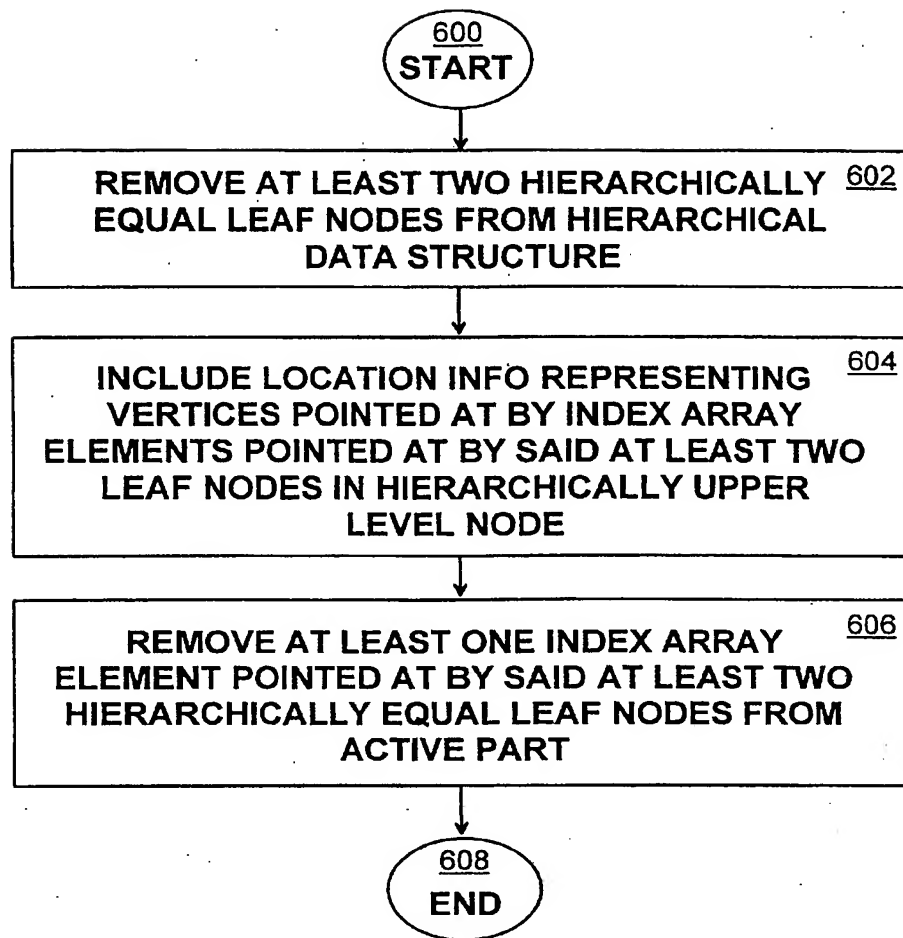 600
START
REMOVE AT LEAST TWO HIERARCHICALLY 602
EQUAL LEAF NODES FROM HIERARCHICAL
DATA STRUCTURE
INCLUDE LOCATION INFO REPRESENTING 604
VERTICES POINTED AT BY INDEX ARRAY
ELEMENTS POINTED AT BY SAID AT LEAST TWO
LEAF NODES IN HIERARCHICALLY UPPER
LEVEL NODE
REMOVE AT LEAST ONE INDEX ARRAY 606
ELEMENT POINTED AT BY SAID AT LEAST TWO
HIERARCHICALLY EQUAL LEAF NODES FROM
ACTIVE PART
608
END